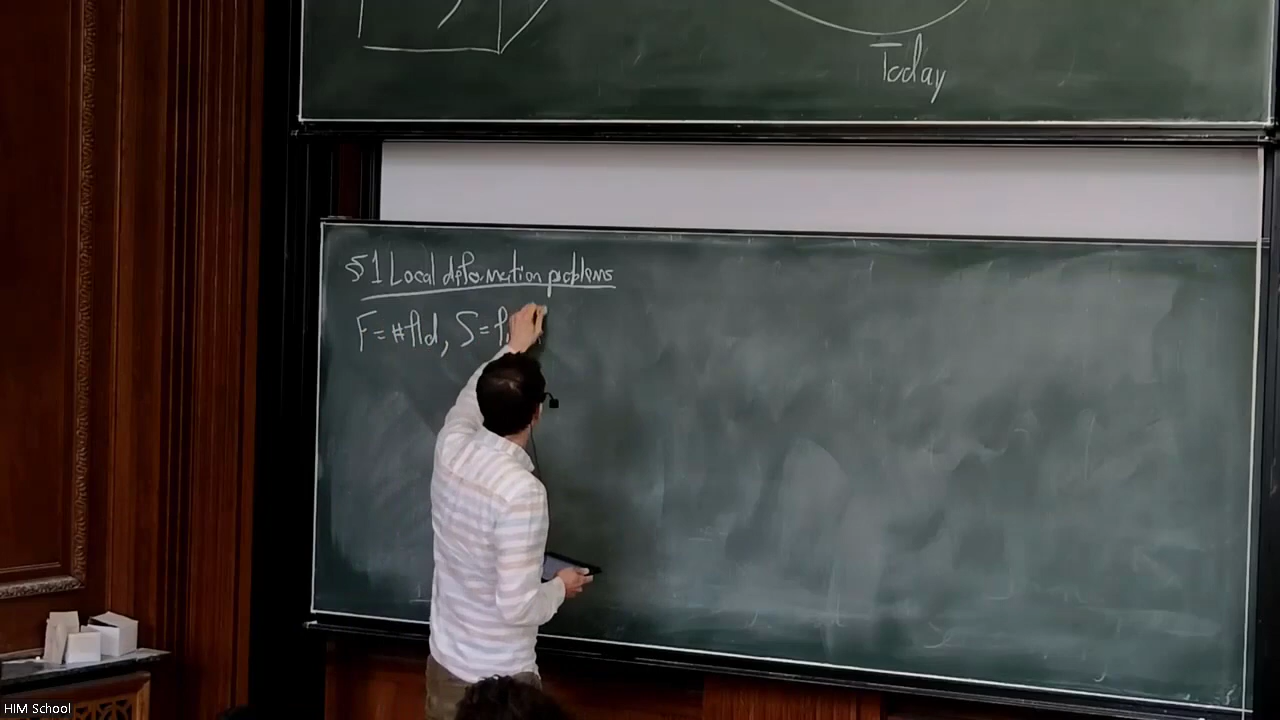 Today
§1 Local deformation problems
F = # fld, S = f
HIM School